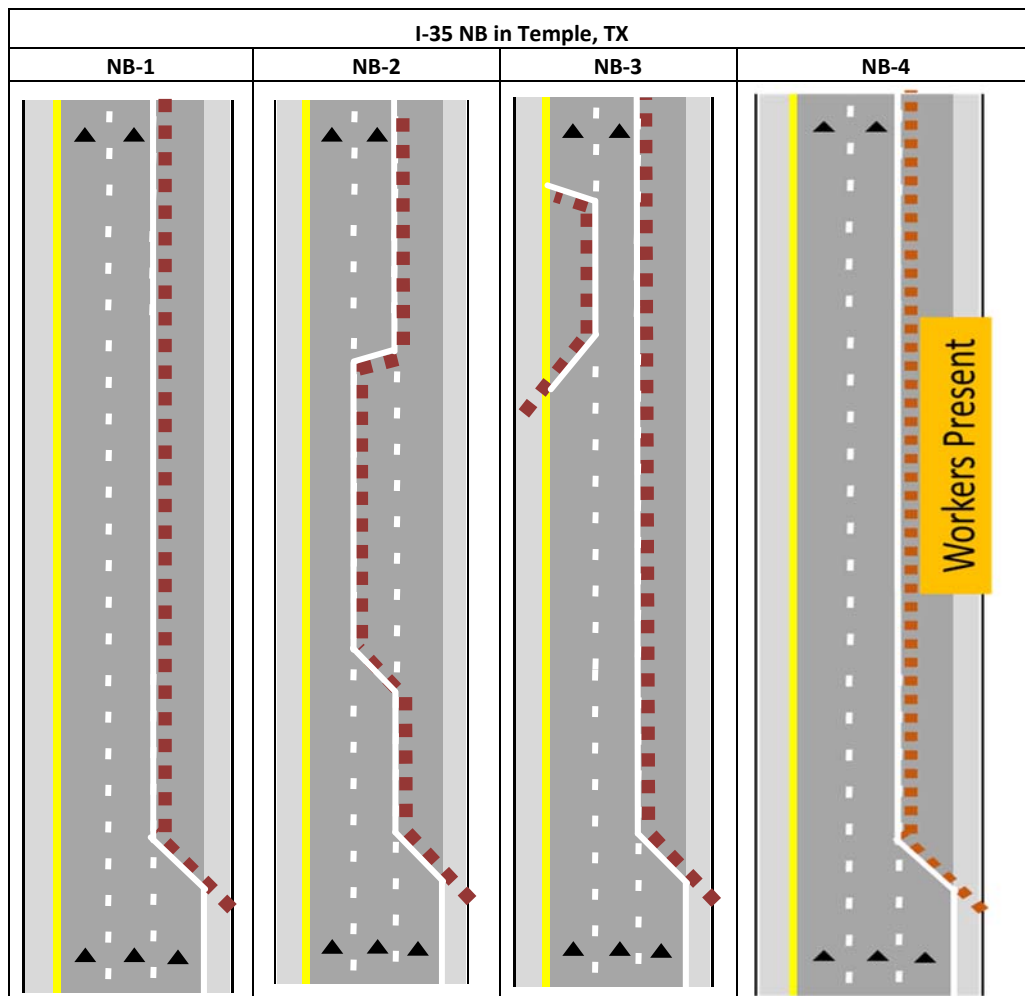 I-35 NB in Temple, TX
NB-1
NB-2
NB-3
NB-4
Workers Present